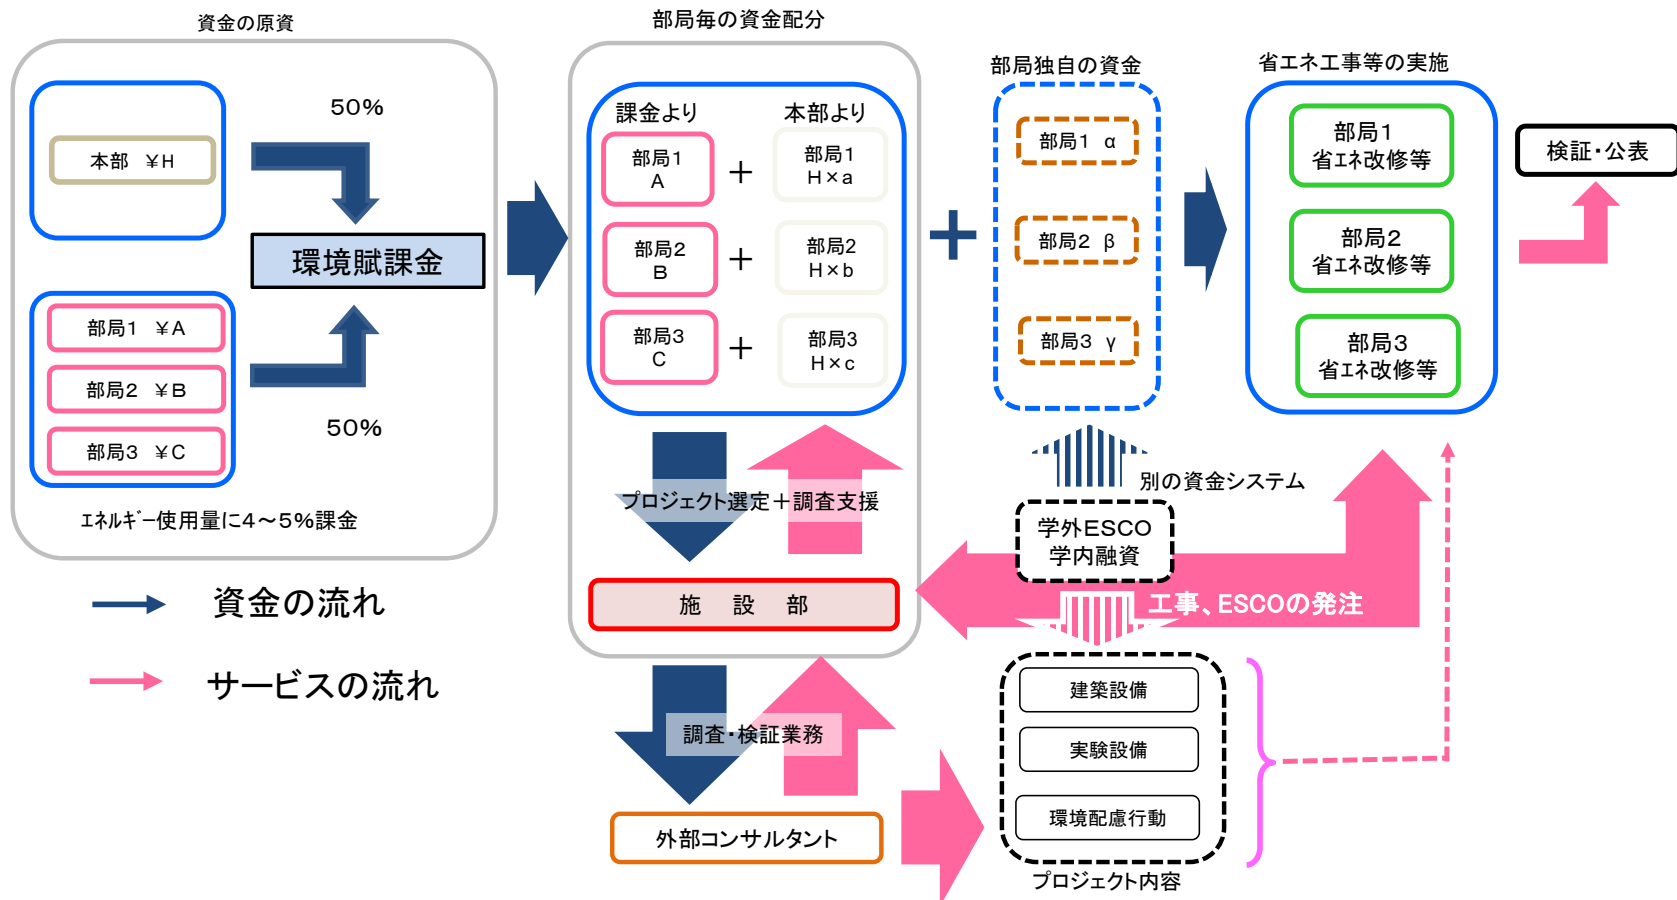 資金の原資
50%
本部 ¥H
環境賦課金
部局1 ¥A
部局2 ¥B
部局3 ¥C
50%
ｴﾈﾙｷﾞｰ使用量に4～5%課金
資金の流れ
サービスの流れ
部局毎の資金配分
課金より
本部より
部局1
A
+
部局1
H×a
部局2
B
+
部局2
H×b
部局3
C
+
部局3
H×c
プロジェクト選定＋調査支援
施 設 部
調査・検証業務
外部コンサルタント
+
部局独自の資金
部局1 α
部局2 β
部局3 γ
別の資金システム
学外ESCO
学内融資
工事、ESCOの発注
建築設備
実験設備
環境配慮行動
プロジェクト内容
省エネ工事等の実施
部局1
省ｴﾈ改修等
部局2
省ｴﾈ改修等
部局3
省ｴﾈ改修等
検証・公表